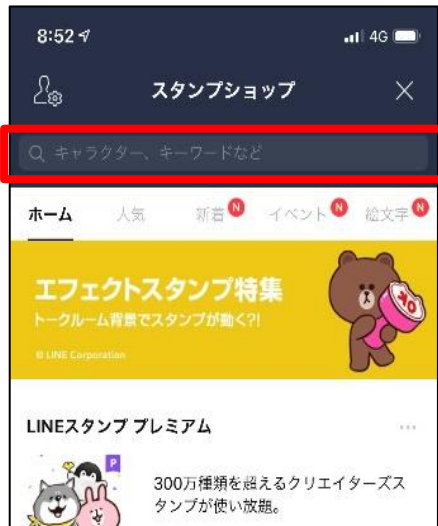 8:52
4G
スタンプショップ
キャラクター、キーワードなど
ホーム 人気 新着 N イベント N 絵文字 N
エフェクトスタンプ特集
トークルーム背景でスタンプが動く?!
© LINE Corporation
OK
LINEスタンプ プレミアム
P
300万種類を超えるクリエイターズス
タンプが使い放題。